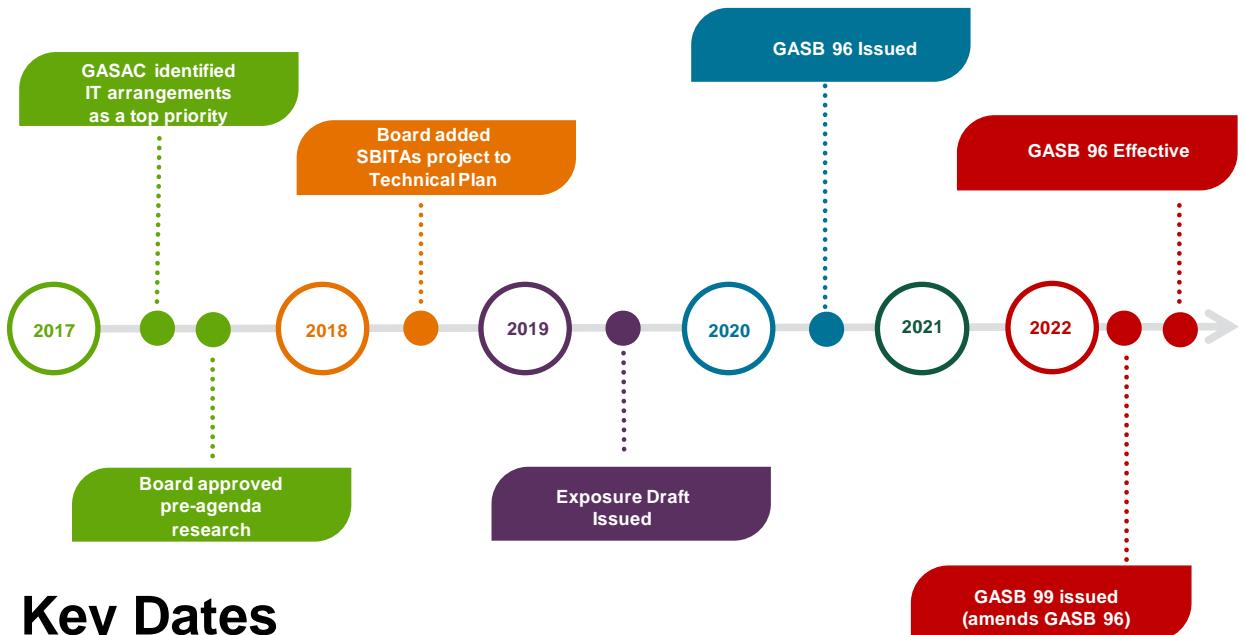 GASAC identified
IT arrangements
as a top priority
Board added
SBITAs project to
Technical Plan
GASB 96 Issued
GASB 96 Effective
2017
2018
2019
2020
2021
2022
Board approved
pre-agenda
research
Exposure Draft
Issued
GASB 99 issued
(amends GASB 96)
Key Dates